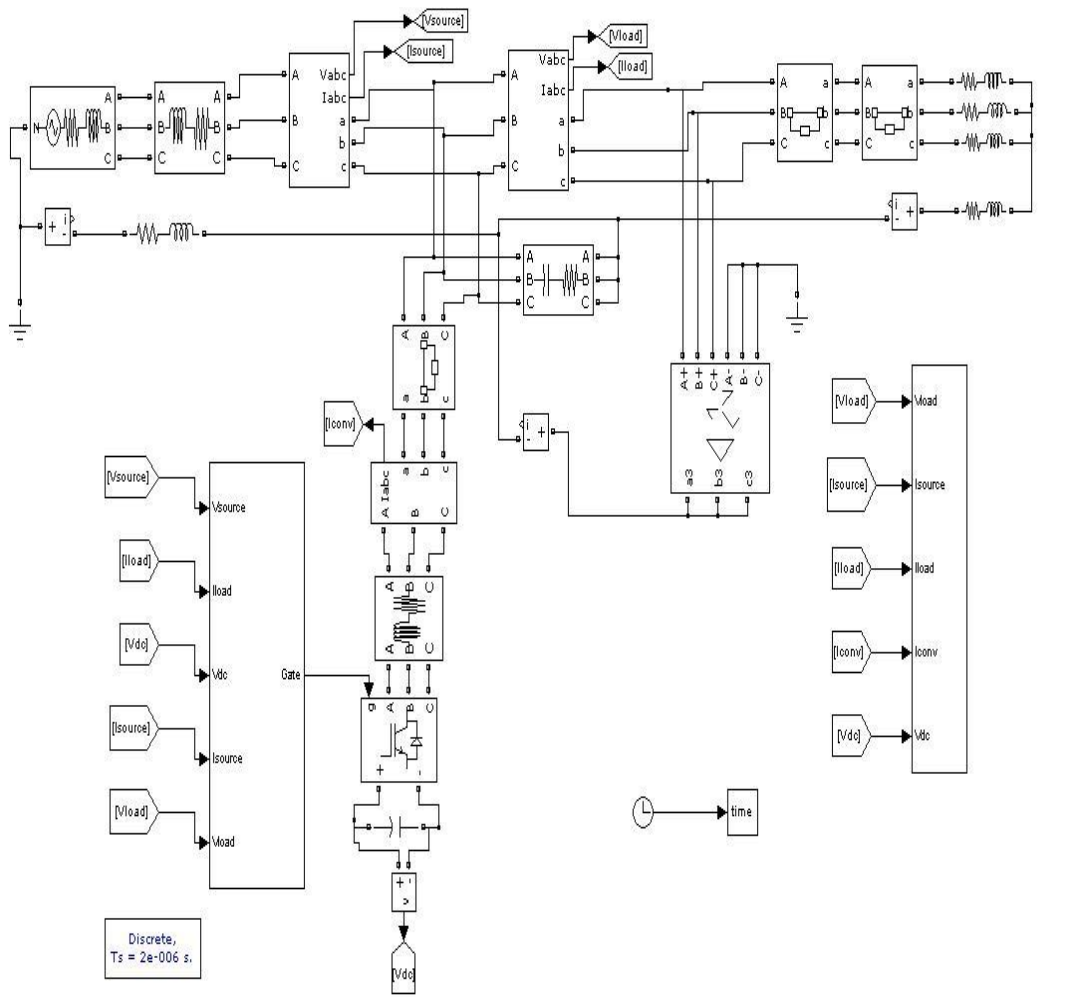 [Vsource]
[Isource]
[Vload]
[Iload]
A
B
C
N
A
B
C
A
B
C
A
B
C
A
B
C
Vabc
Iabc
a
b
c
A
B
C
Vabc
Iabc
a
b
c
A
B
C
a
b
c
A
B
C
a
b
c
+
i
-
i
-
+
A
B
C
A
B
C
A
B
C
a
b
c
[Iconv]
i
-
+
A+
B+
C+
A-
B-
C-
a3
b3
c3
Iabc
a
b
c
A
B
C
A
B
C
A
B
C
g
A
B
C
+
-
+
-
v
[Vdc]
[Vsource]
[Iload]
[Vdc]
[Isource]
[Vload]
Vsource
Iload
Vdc
Isource
Vload
Gate
[Vload]
[Isource]
[Iload]
[Iconv]
[Vdc]
Vload
Isource
Iload
Iconv
Vdc
time
Discrete,
Ts = 2e-006 s.